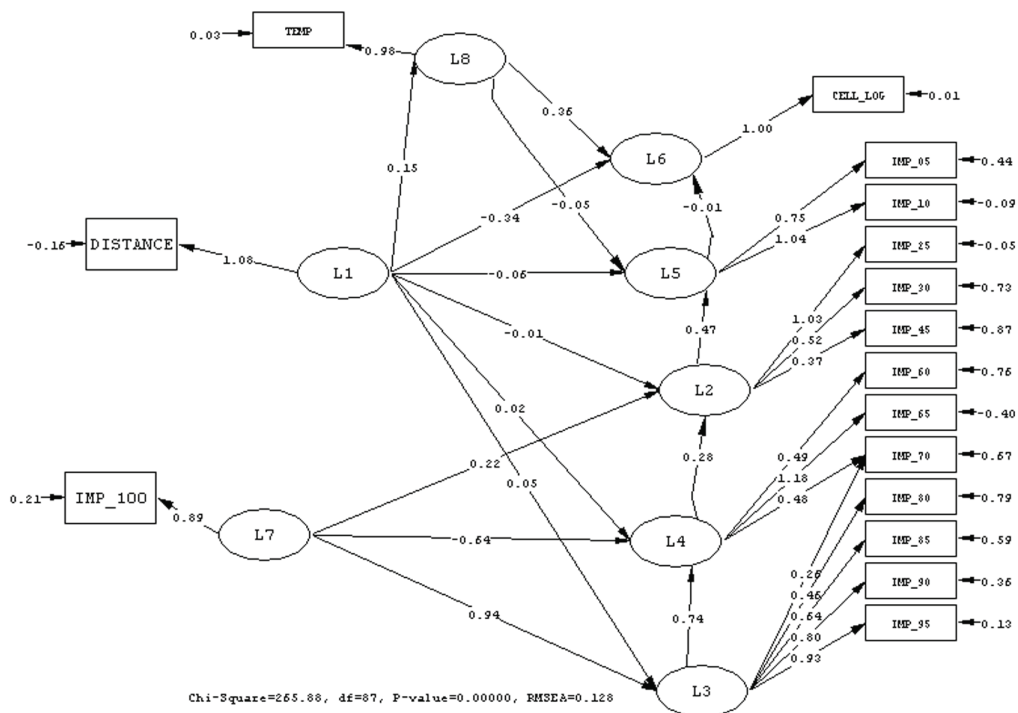 0.03 TEMP 0.98 L8
CELL_LOG 0.01
0.36
1.00
L6
IMP_05 0.44
0.15
-0.01
0.75
IMP_10 -0.09
-0.34
-0.05
1.04
-0.16 DISTANCE 1.08 L1
-0.06
L5
IMP_25 -0.05
IMP_30 0.73
1.03
0.47
-0.01
0.52
IMP_45 0.87
0.37
L2
IMP_60 0.76
0.02
IMP_65 -0.40
0.22
0.28
0.49
IMP_70 0.67
0.05
1.18
0.21 IMP_100 0.89 L7
0.48
IMP_80 0.79
-0.64
L4
IMP_85 0.59
0.26
IMP_90 0.36
0.46
0.94
0.74
0.64
IMP_95 0.13
0.80
0.93
L3
Chi-Square=265.88, df=87, P-value=0.00000, RMSEA=0.128